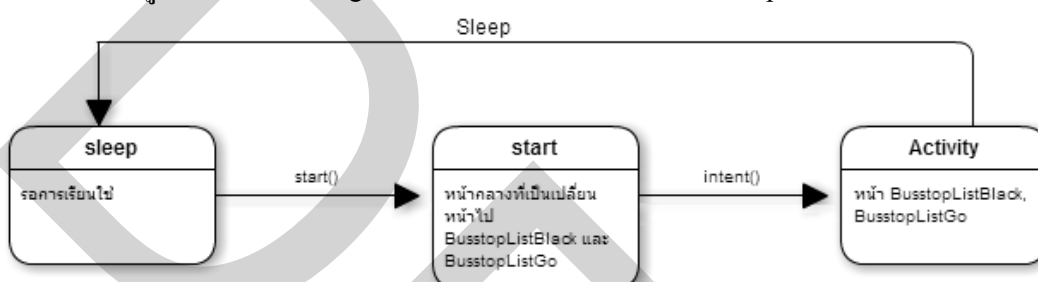 Sleep
sleep
รอการเรียนใช้
start()
start
หน้ากลางที่เป็นเปลี่ยน
หน้าไป
BusstopListBlack และ
BusstopListGo
intent()
Activity
หน้า BusstopListBlack,
BusstopListGo